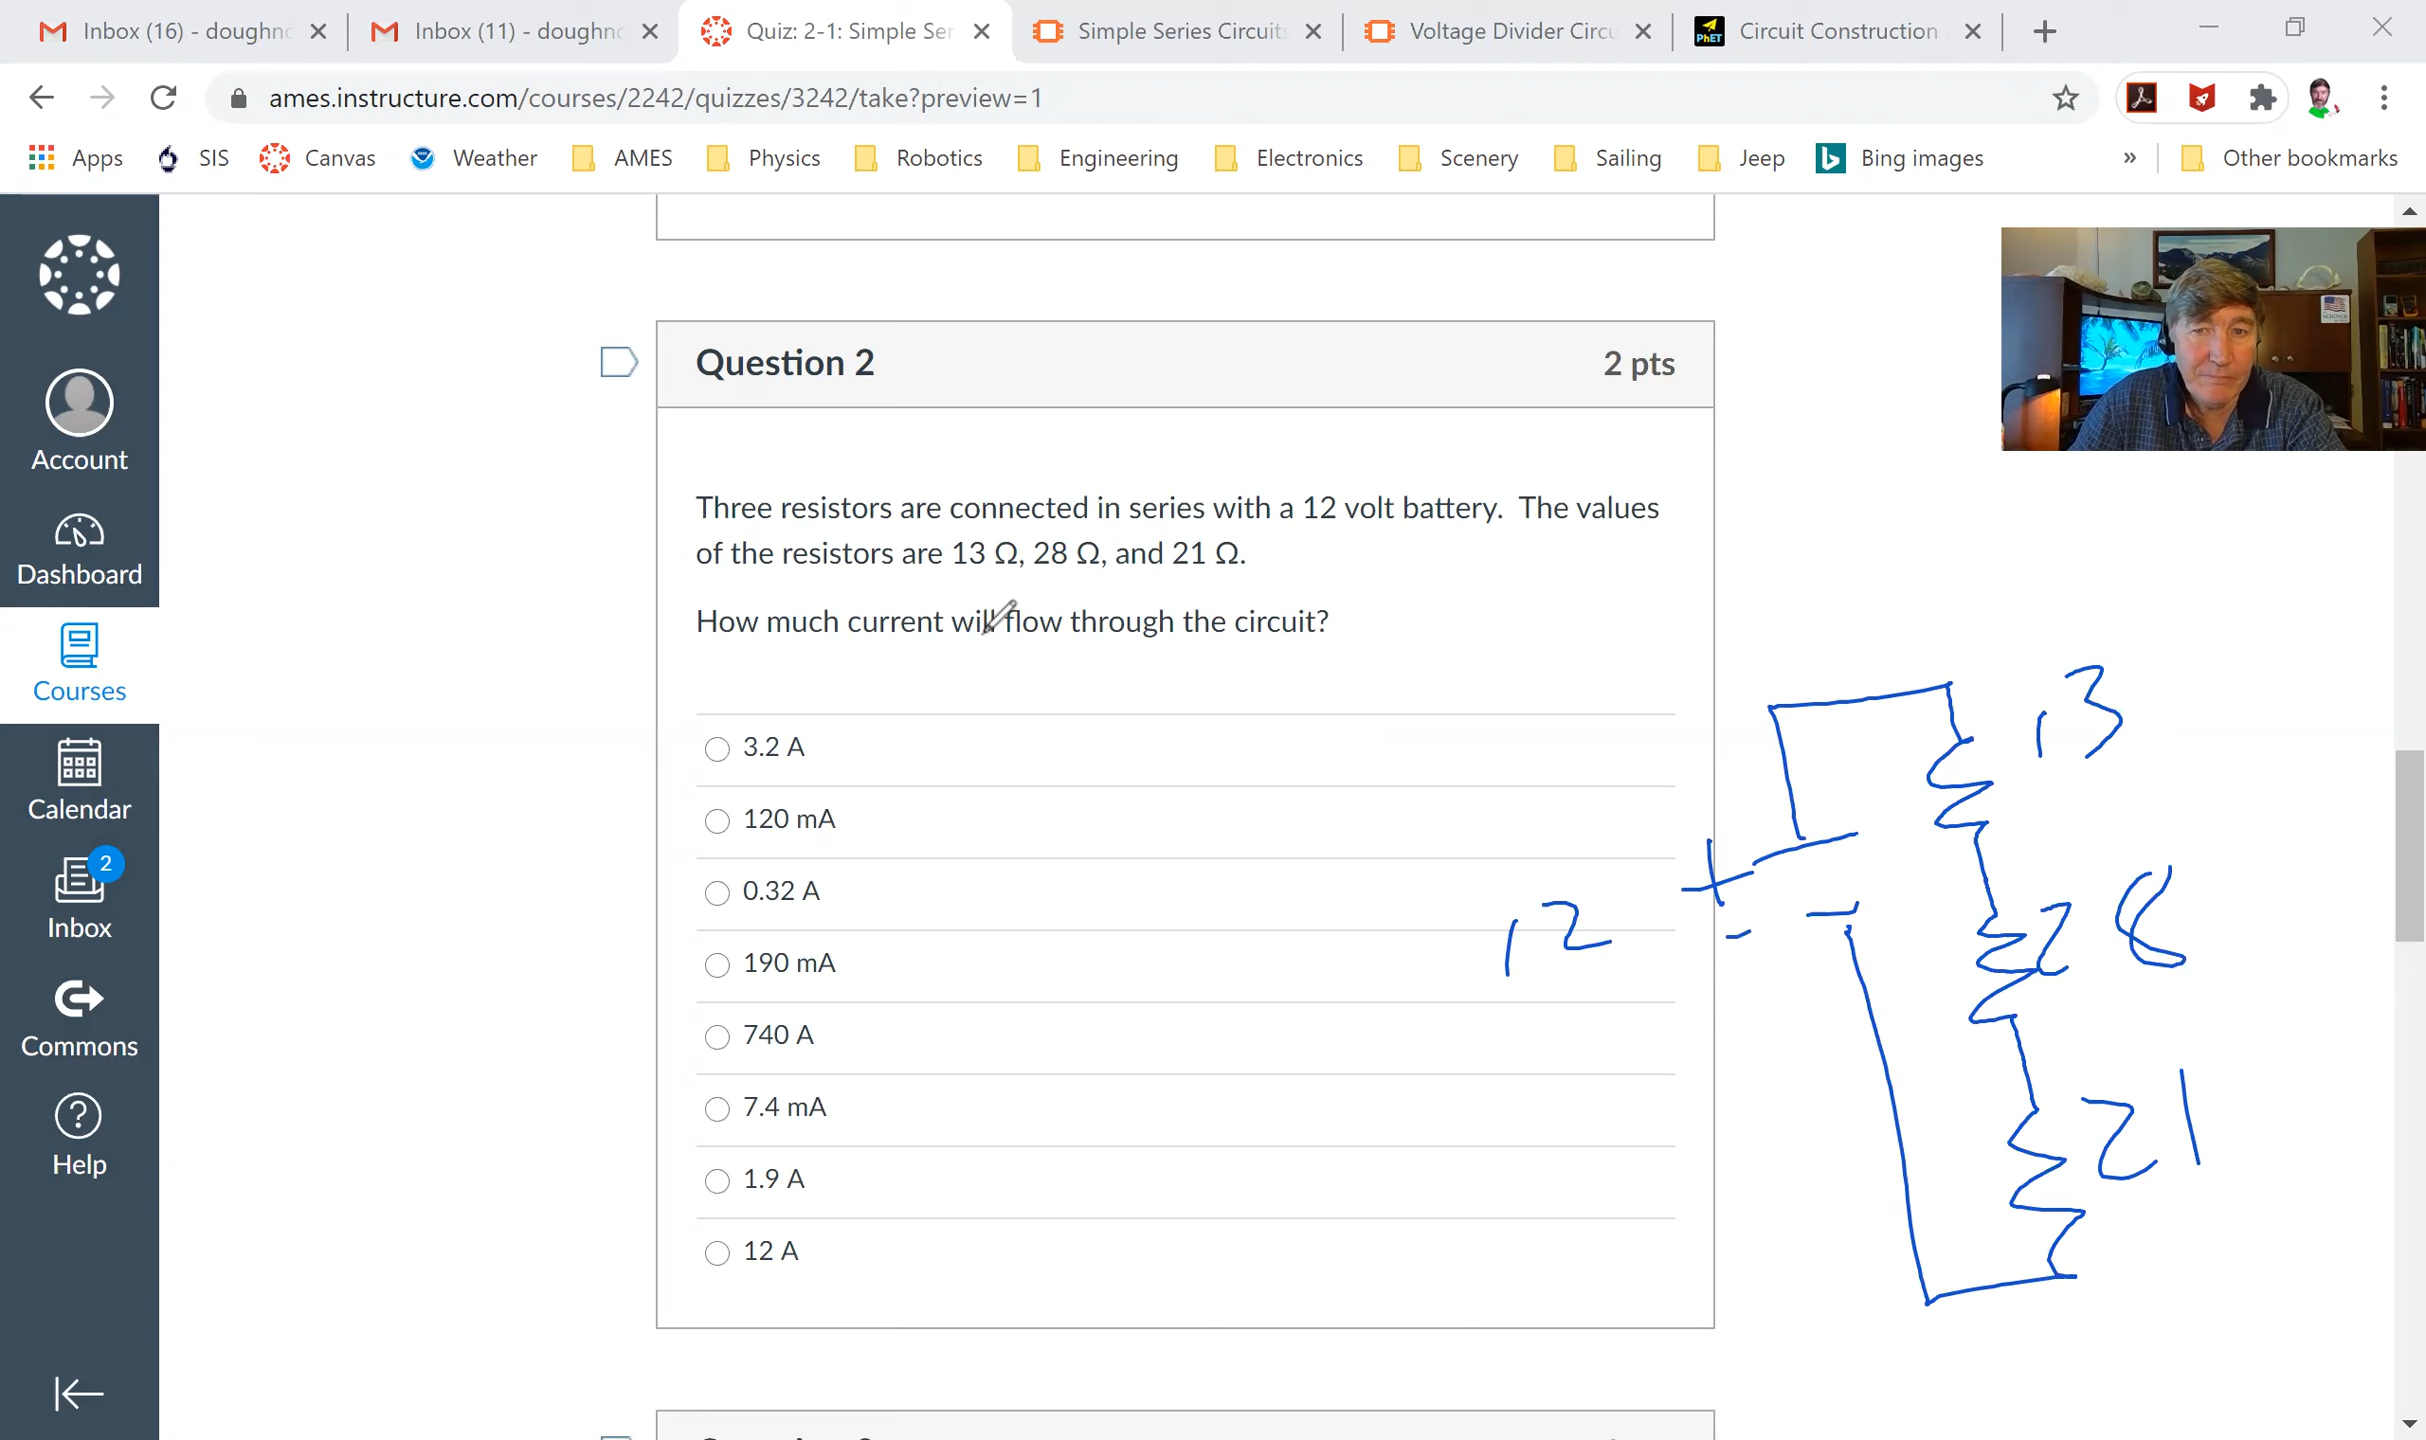 Inbox (16) - doughno
Inbox (11) - doughno
Quiz: 2-1: Simple Ser
Simple Series Circuits
Voltage Divider Circu
PhET
Circuit Construction
ames.instructure.com/courses/2242/quizzes/3242/take?preview=1
Apps
SIS
Canvas
Weather
AMES
Physics
Robotics
Engineering
Electronics
Scenery
Sailing
Jeep
Bing images
»
Other bookmarks
Account
Dashboard
Courses
Calendar
2
Inbox
Commons
Help
Question 2
2 pts
Three resistors are connected in series with a 12 volt battery. The values
of the resistors are 13 Ω, 28 Ω, and 21 Ω.
How much current will flow through the circuit?
3.2 A
120 mA
0.32 A
190 mA
740 A
7.4 mA
1.9 A
12 A
13
+
-
12
28
21